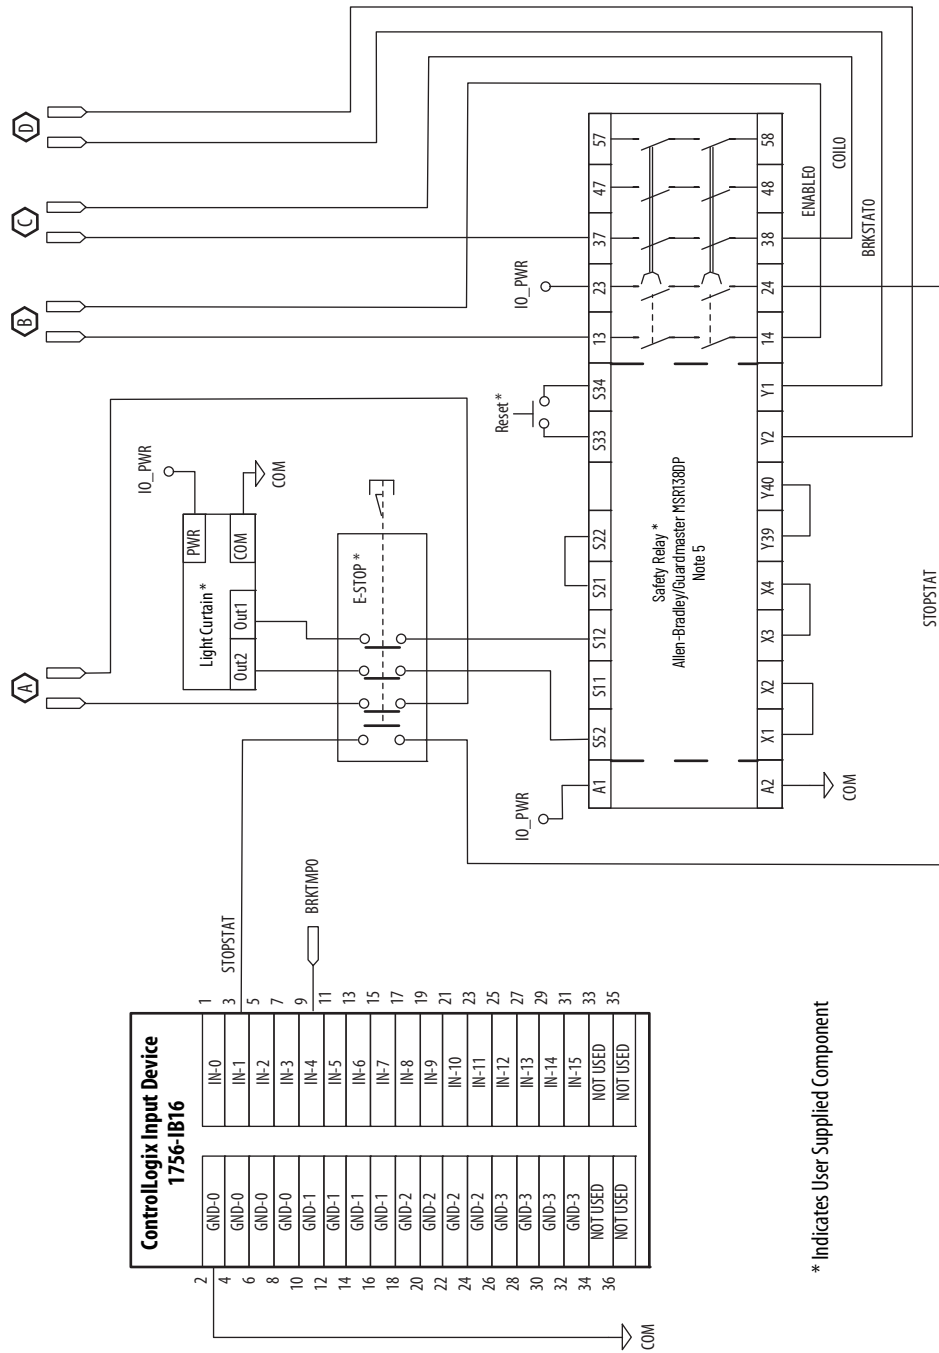 A
B
C
D
ControlLogix Input Device
1756-IB16
2
4
6
8
10
12
14
16
18
20
22
24
26
28
30
32
34
36
GND-0
GND-0
GND-0
GND-0
GND-1
GND-1
GND-1
GND-1
GND-2
GND-2
GND-2
GND-2
GND-3
GND-3
GND-3
GND-3
NOT USED
NOT USED
IN-0
IN-1
IN-2
IN-3
IN-4
IN-5
IN-6
IN-7
IN-8
IN-9
IN-10
IN-11
IN-12
IN-13
IN-14
IN-15
NOT USED
NOT USED
1
3
5
7
9
11
13
15
17
19
21
23
25
27
29
31
33
35
COM
STOPSTAT
BRKTMP0
Light Curtain *
Out2
Out1
PWR
COM
IO_PWR
COM
E-STOP *
IO_PWR
Reset *
IO_PWR
A1
S52
S11
S12
S21
S22
S33
S34
13
23
37
47
57
Safety Relay *
Allen-Bradley/Guardmaster MSR138DP
Note 5
A2
X1
X2
X3
X4
Y39
Y40
Y2
Y1
14
24
38
48
58
COM
ENABLE0
COIL0
BRKSTAT0
STOPSTAT
* Indicates User Supplied Component